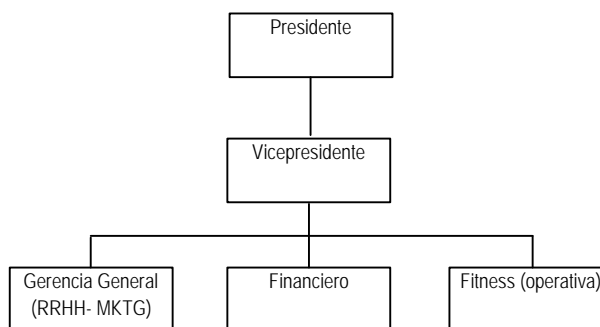 Presidente
Vicepresidente
Gerencia General
(RRHH- MKTG)
Financiero
Fitness (operativa)